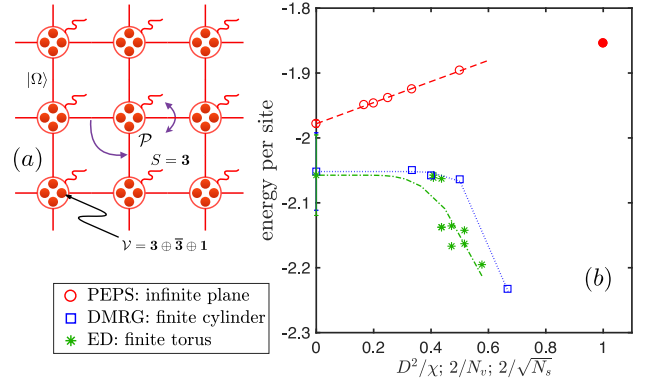 |Ω⟩
𝒫
(a)
S = 3
𝒱 = 3 ⊕ 3̅ ⊕ 1
PEPS: infinite plane
DMRG: finite cylinder
ED: finite torus
energy per site
-1.8
-1.9
-2
-2.1
-2.2
-2.3
(b)
0 0.2 0.4 0.6 0.8 1
D²/χ; 2/Nᵥ; 2/√Nₛ